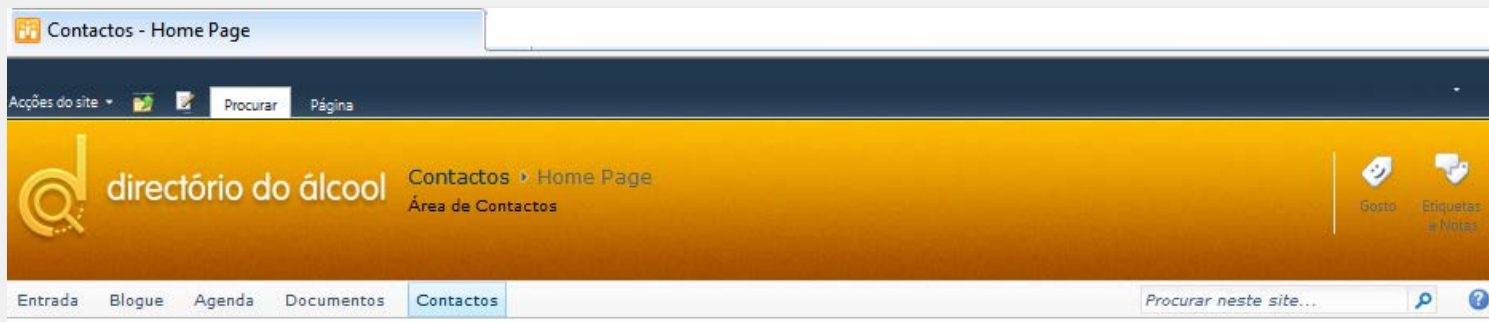 Contactos - Home Page
Acções do site Procurar Página
directório do álcool
Contactos Home Page
Área de Contactos
Gosto
Etiquetas e Notas
Entrada Blogue Agenda Documentos Contactos Procurar neste site...